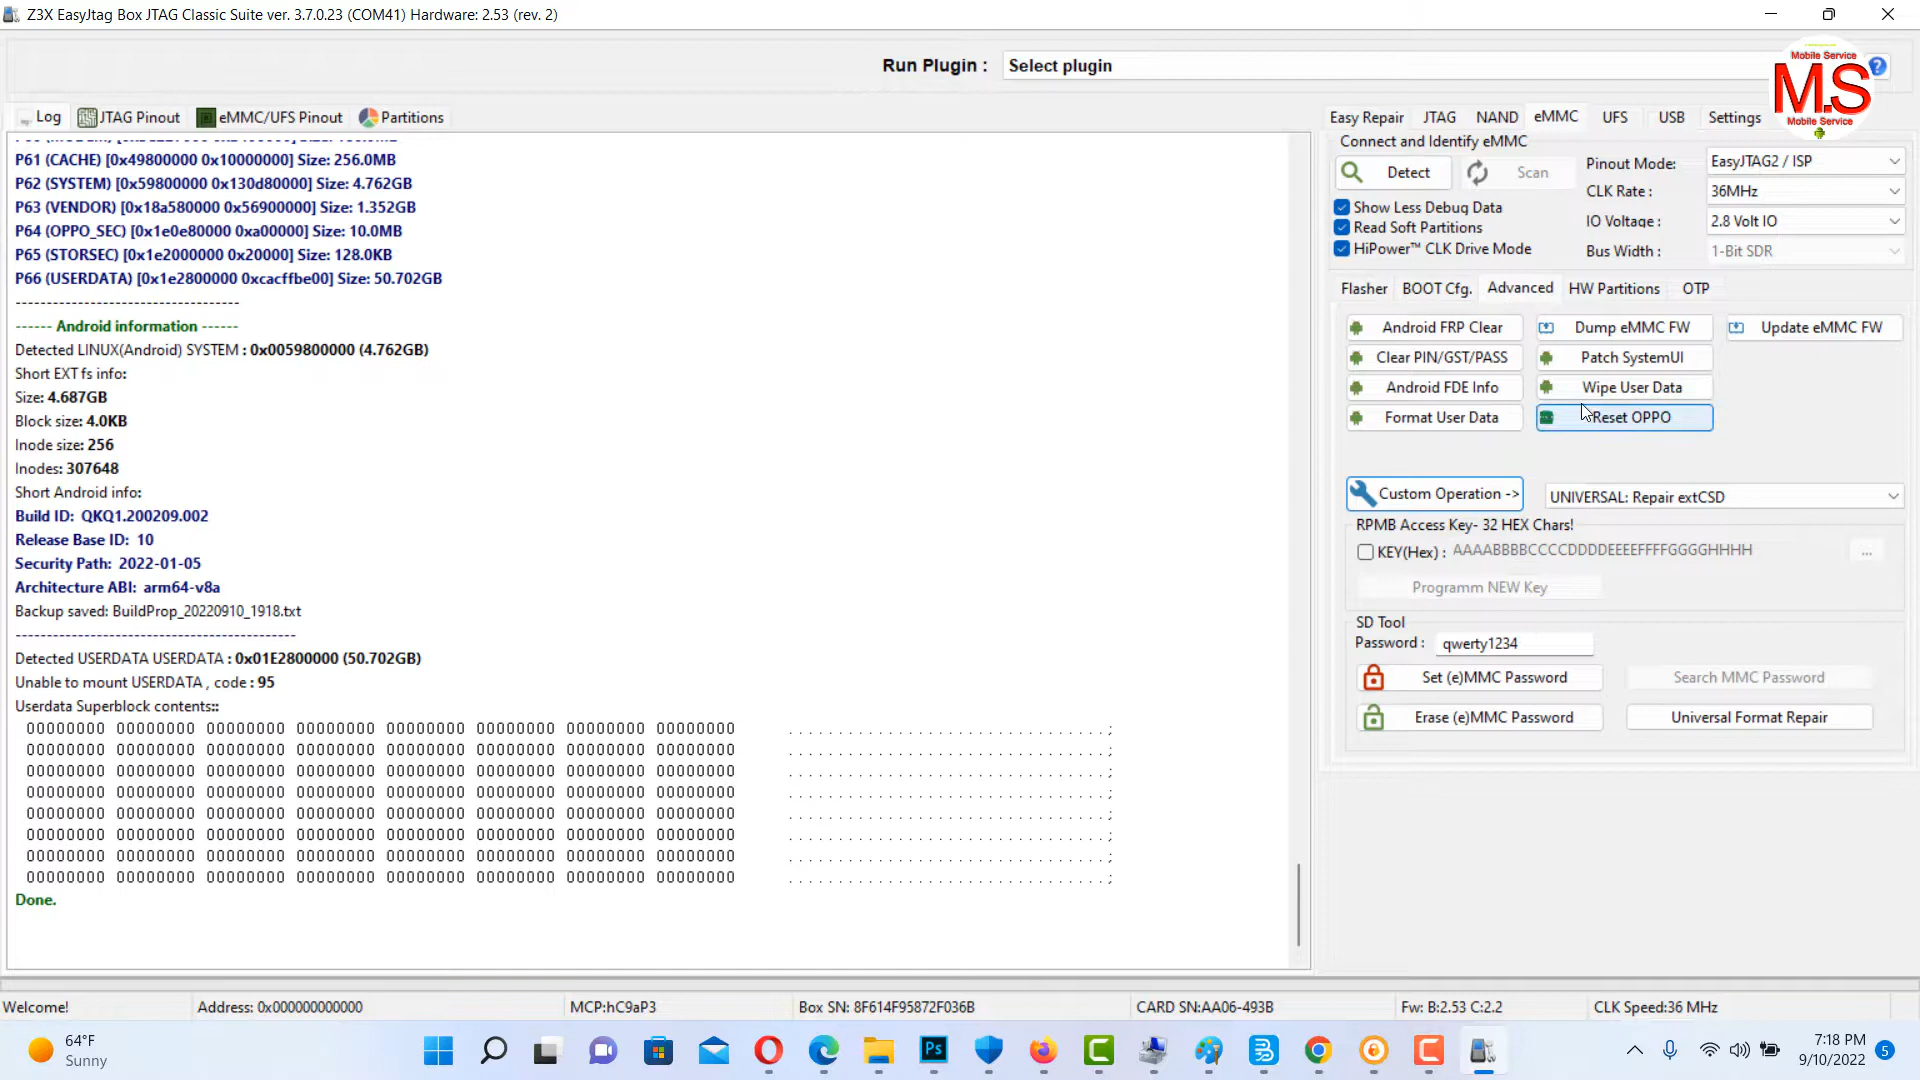 Z3X EasyJtag Box JTAG Classic Suite ver. 3.7.0.23 (COM41) Hardware: 2.53 (rev. 2)
Run Plugin : Select plugin
Mobile Service
M.S
Mobile Service
Log JTAG Pinout eMMC/UFS Pinout Partitions
Easy Repair JTAG NAND eMMC UFS USB Settings
P61 (CACHE) [0x49800000 0x10000000] Size: 256.0MB
P62 (SYSTEM) [0x59800000 0x130d80000] Size: 4.762GB
P63 (VENDOR) [0x18a580000 0x56900000] Size: 1.352GB
P64 (OPPO_SEC) [0x1e0e80000 0xa00000] Size: 10.0MB
P65 (STORSEC) [0x1e2000000 0x20000] Size: 128.0KB
P66 (USERDATA) [0x1e2800000 0xcacffbe00] Size: 50.702GB
------------------------------------
------ Android information ------
Detected LINUX(Android) SYSTEM : 0x0059800000 (4.762GB)
Short EXT fs info:
Size: 4.687GB
Block size: 4.0KB
Inode size: 256
Inodes: 307648
Short Android info:
Build ID: QKQ1.200209.002
Release Base ID: 10
Security Path: 2022-01-05
Architecture ABI: arm64-v8a
Backup saved: BuildProp_20220910_1918.txt
---------------------------------------------
Detected USERDATA USERDATA : 0x01E2800000 (50.702GB)
Unable to mount USERDATA , code : 95
Userdata Superblock contents::
00000000 00000000 00000000 00000000 00000000 00000000 00000000 00000000 ................................;
00000000 00000000 00000000 00000000 00000000 00000000 00000000 00000000 ................................;
00000000 00000000 00000000 00000000 00000000 00000000 00000000 00000000 ................................;
00000000 00000000 00000000 00000000 00000000 00000000 00000000 00000000 ................................;
00000000 00000000 00000000 00000000 00000000 00000000 00000000 00000000 ................................;
00000000 00000000 00000000 00000000 00000000 00000000 00000000 00000000 ................................;
00000000 00000000 00000000 00000000 00000000 00000000 00000000 00000000 ................................;
00000000 00000000 00000000 00000000 00000000 00000000 00000000 00000000 ................................;
Done.
Connect and Identify eMMC
Detect Scan
Pinout Mode: EasyJTAG2 / ISP
CLK Rate : 36MHz
Show Less Debug Data
Read Soft Partitions
IO Voltage : 2.8 Volt IO
HiPower™ CLK Drive Mode
Bus Width : 1-Bit SDR
Flasher BOOT Cfg. Advanced HW Partitions OTP
Android FRP Clear Dump eMMC FW Update eMMC FW
Clear PIN/GST/PASS Patch SystemUI
Android FDE Info Wipe User Data
Format User Data Reset OPPO
Custom Operation -> UNIVERSAL: Repair extCSD
RPMB Access Key- 32 HEX Chars!
KEY(Hex) : AAAABBBBCCCCDDDDEEEEFFFFGGGGHHHH ...
Programm NEW Key
SD Tool
Password : qwerty1234
Set (e)MMC Password Search MMC Password
Erase (e)MMC Password Universal Format Repair
Welcome! Address: 0x000000000000 MCP:hC9aP3 Box SN: 8F614F95872F036B CARD SN:AA06-493B Fw: B:2.53 C:2.2 CLK Speed:36 MHz
64°F
Sunny
Ps
7:18 PM
9/10/2022
5